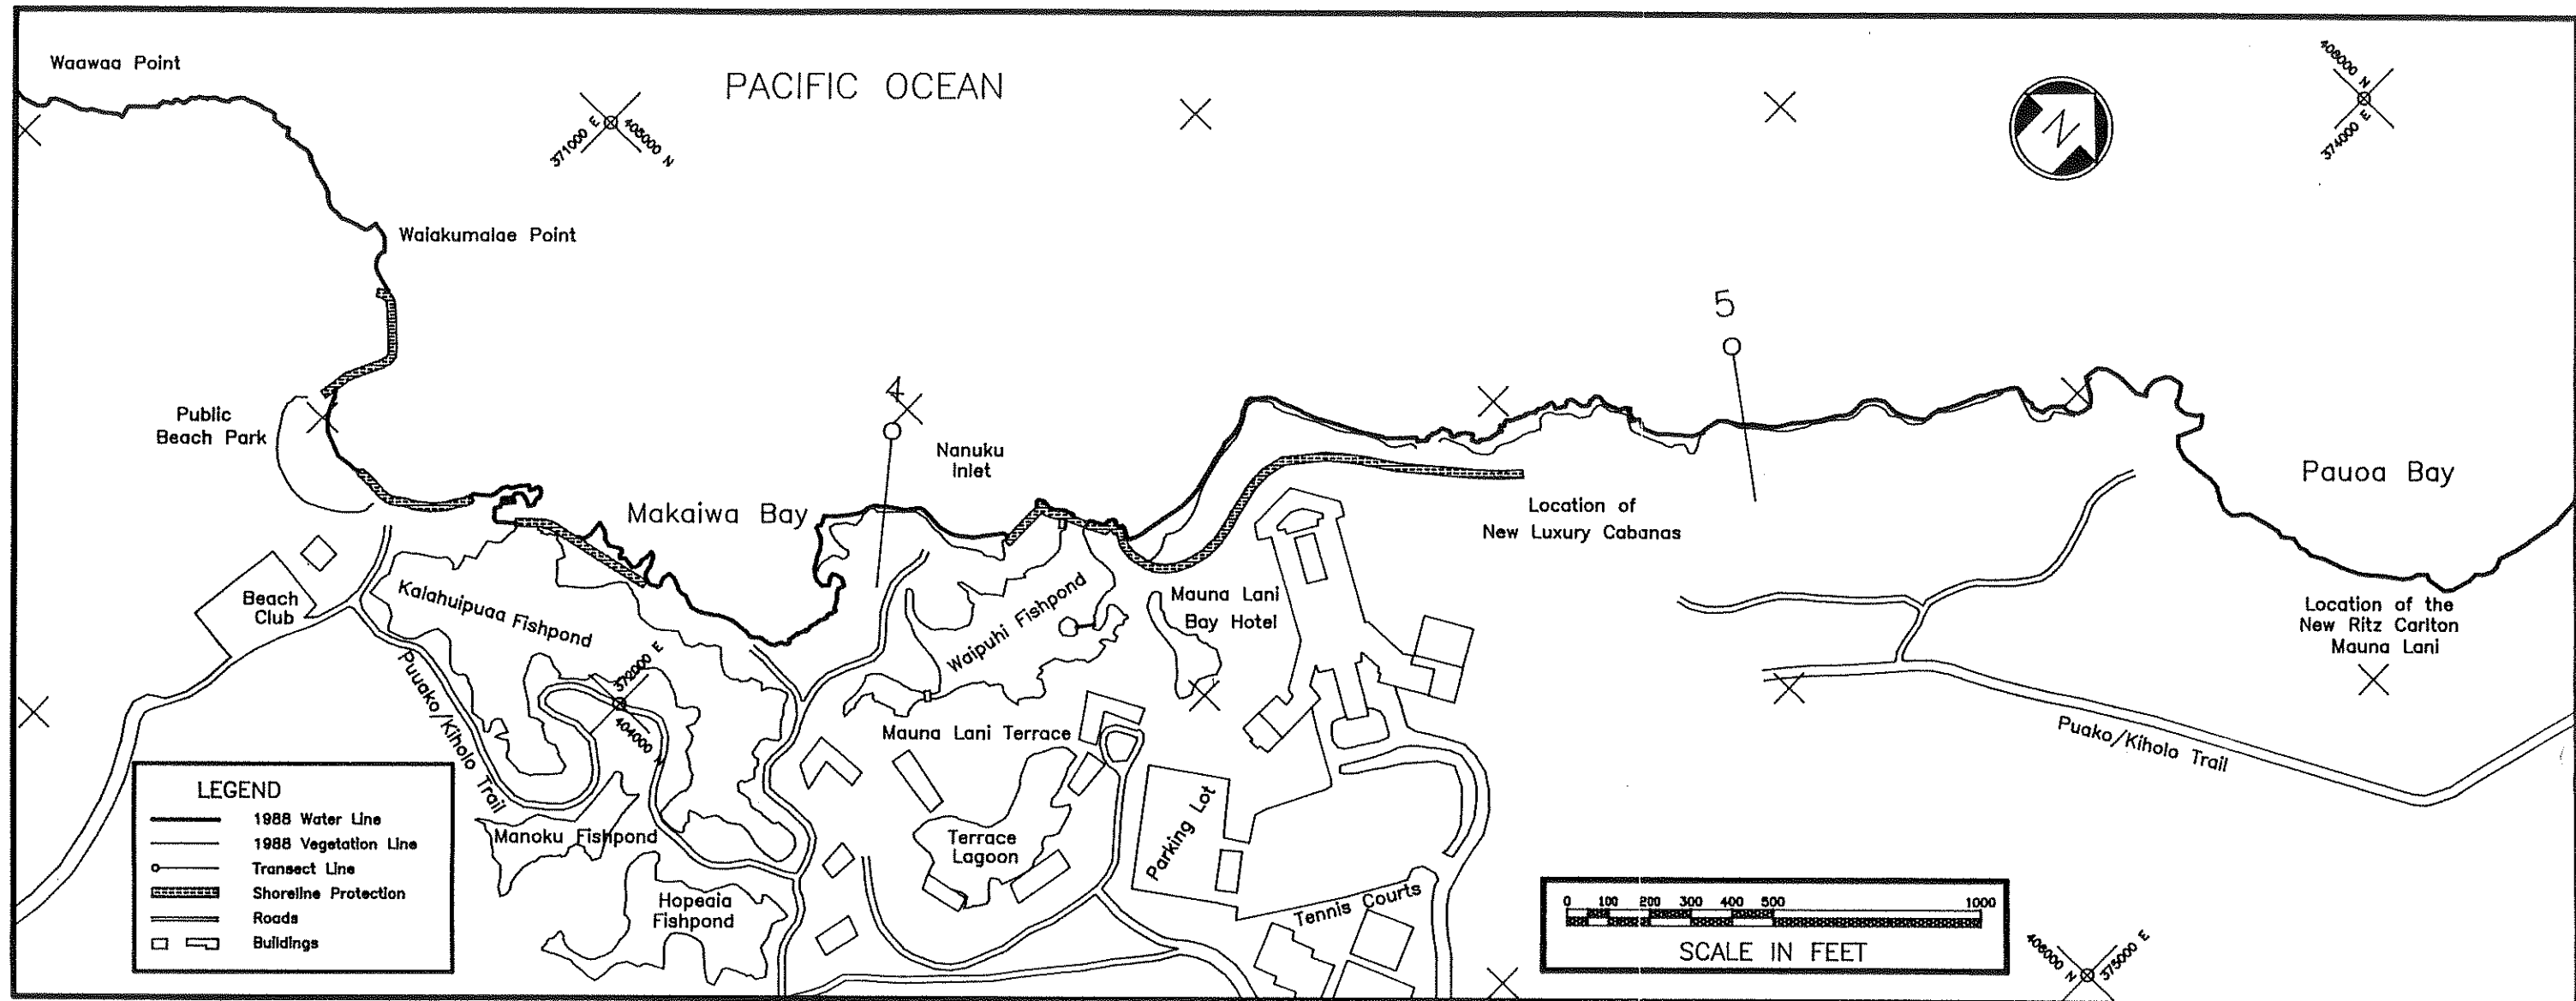 Waawaa Point
PACIFIC OCEAN
371000 E
405000 N
N
408000 N
374000 E
Waiakumalae Point
5
4
Public
Beach Park
Nanuku
Inlet
Makaiwa Bay
Pauoa Bay
Location of
New Luxury Cabanas
Beach
Club
Kalahuipuaa Fishpond
Waipuhi Fishpond
Mauna Lani
Bay Hotel
Location of the
New Ritz Carlton
Mauna Lani
Puuako/Kiholo Trail
372000 E
404000 N
Mauna Lani Terrace
Puako/Kiholo Trail
LEGEND
1988 Water Line
1988 Vegetation Line
Transect Line
Shoreline Protection
Roads
Buildings
Manoku Fishpond
Terrace
Lagoon
Parking Lot
Hopeaia
Fishpond
Tennis Courts
0 100 200 300 400 500 1000
SCALE IN FEET
406000 N
375000 E